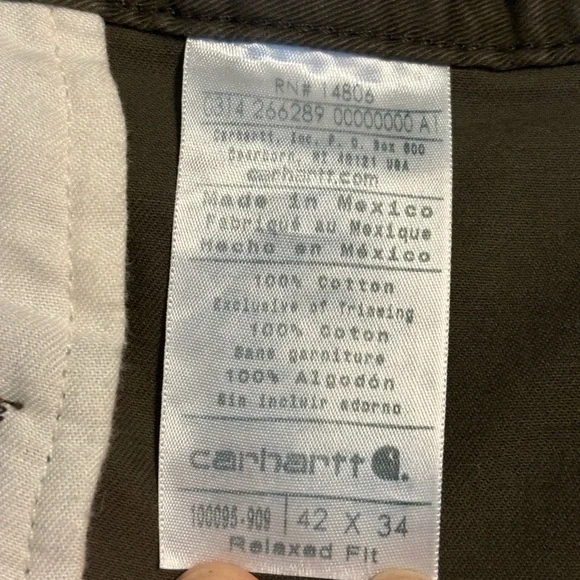 RN# 14806
0314 266289 00000000 A1
Carhartt, Inc. P. O. Box 600
Dearborn, MI 48121 USA
carhartt.com
Made in Mexico
Fabriqué au Mexique
Hecho en México
100% Cotton
Exclusive of Trimming
100% Coton
Sans garniture
100% Algodón
Sin incluir adorno
carhartt
100095-909 | 42 X 34
Relaxed Fit